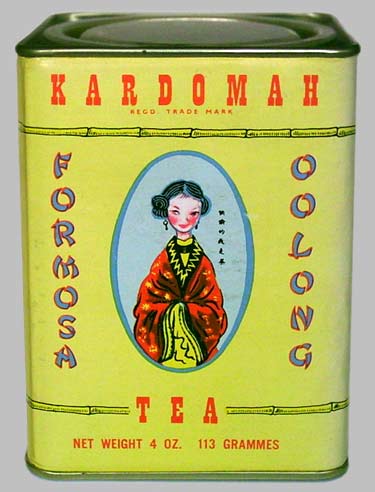 KARDOMAH
REGD. TRADE MARK
FORMOSA
OOLONG
TEA
NET WEIGHT 4 OZ. 113 GRAMMES